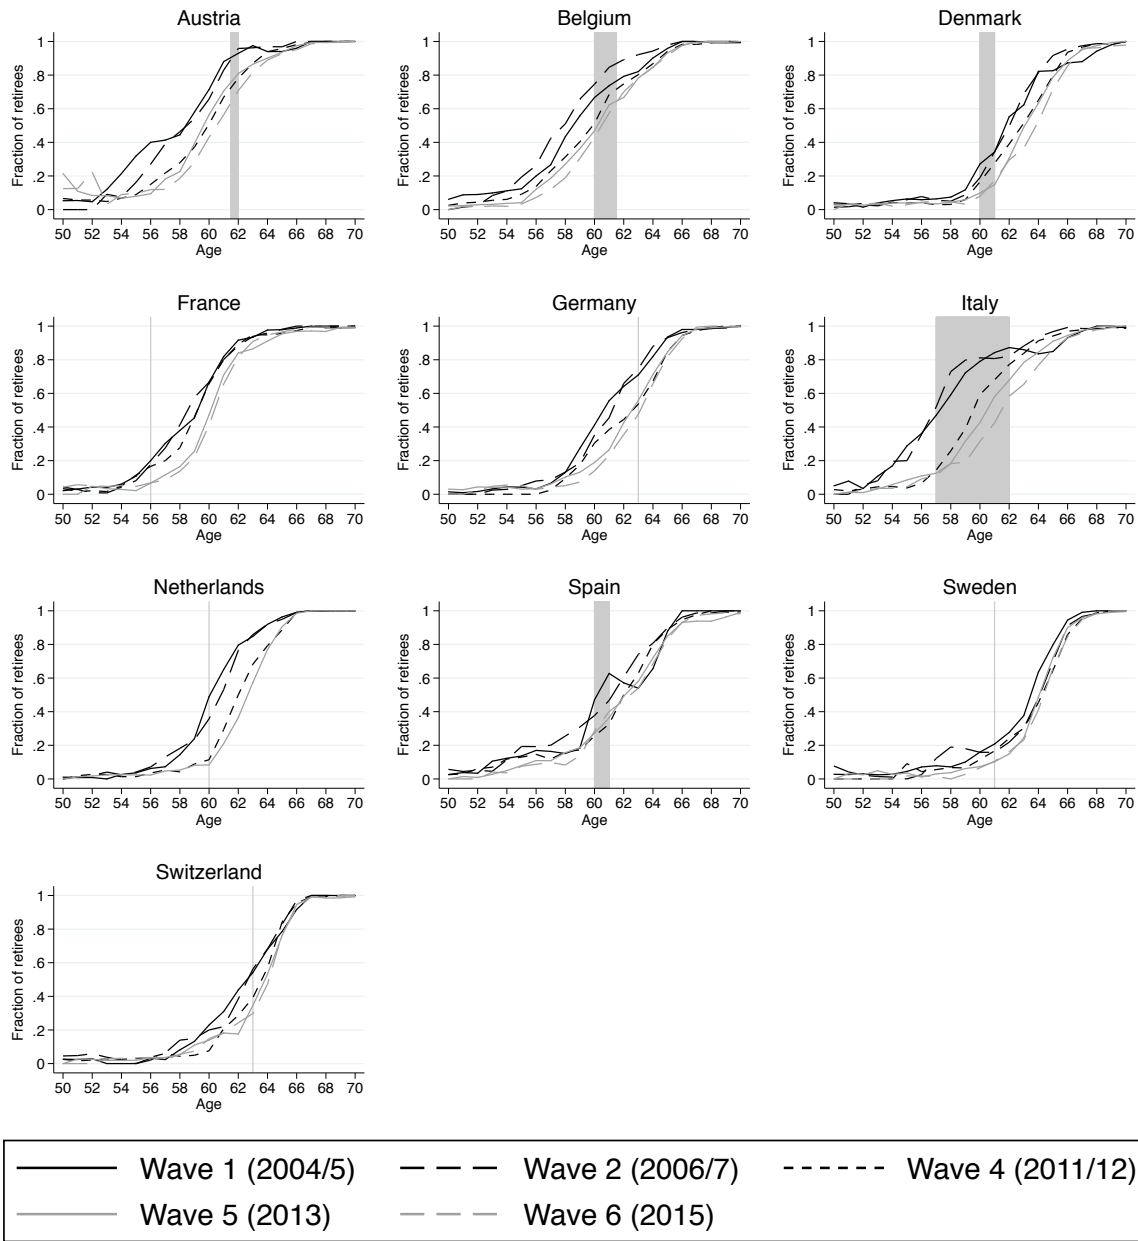 Austria
Fraction of retirees
1
.8
.6
.4
.2
0
50 52 54 56 58 60 62 64 66 68 70
Age
Belgium
Fraction of retirees
1
.8
.6
.4
.2
0
50 52 54 56 58 60 62 64 66 68 70
Age
Denmark
Fraction of retirees
1
.8
.6
.4
.2
0
50 52 54 56 58 60 62 64 66 68 70
Age
France
Fraction of retirees
1
.8
.6
.4
.2
0
50 52 54 56 58 60 62 64 66 68 70
Age
Germany
Fraction of retirees
1
.8
.6
.4
.2
0
50 52 54 56 58 60 62 64 66 68 70
Age
Italy
Fraction of retirees
1
.8
.6
.4
.2
0
50 52 54 56 58 60 62 64 66 68 70
Age
Netherlands
Fraction of retirees
1
.8
.6
.4
.2
0
50 52 54 56 58 60 62 64 66 68 70
Age
Spain
Fraction of retirees
1
.8
.6
.4
.2
0
50 52 54 56 58 60 62 64 66 68 70
Age
Sweden
Fraction of retirees
1
.8
.6
.4
.2
0
50 52 54 56 58 60 62 64 66 68 70
Age
Switzerland
Fraction of retirees
1
.8
.6
.4
.2
0
50 52 54 56 58 60 62 64 66 68 70
Age
Wave 1 (2004/5) Wave 2 (2006/7) Wave 4 (2011/12)
Wave 5 (2013) Wave 6 (2015)